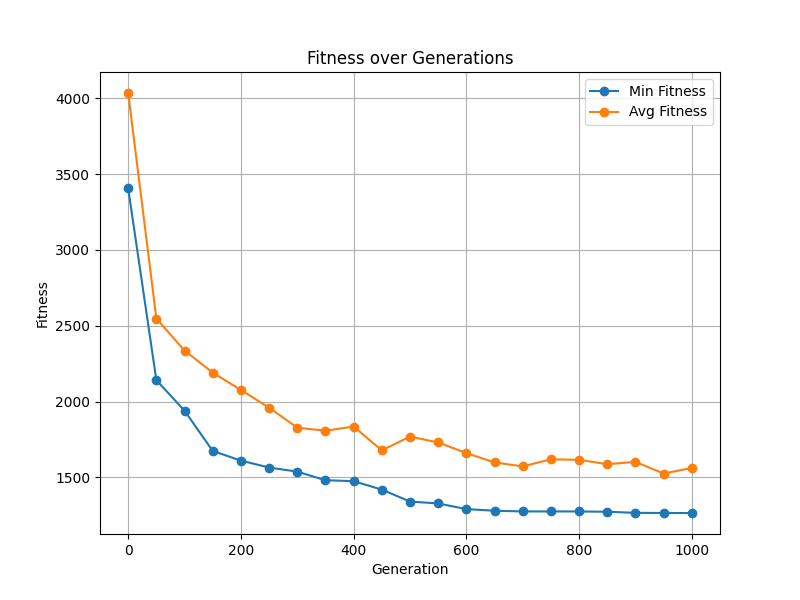 Fitness over Generations
Min Fitness
Avg Fitness
4000
3500
3000
2500
2000
1500
Fitness
0 200 400 600 800 1000
Generation